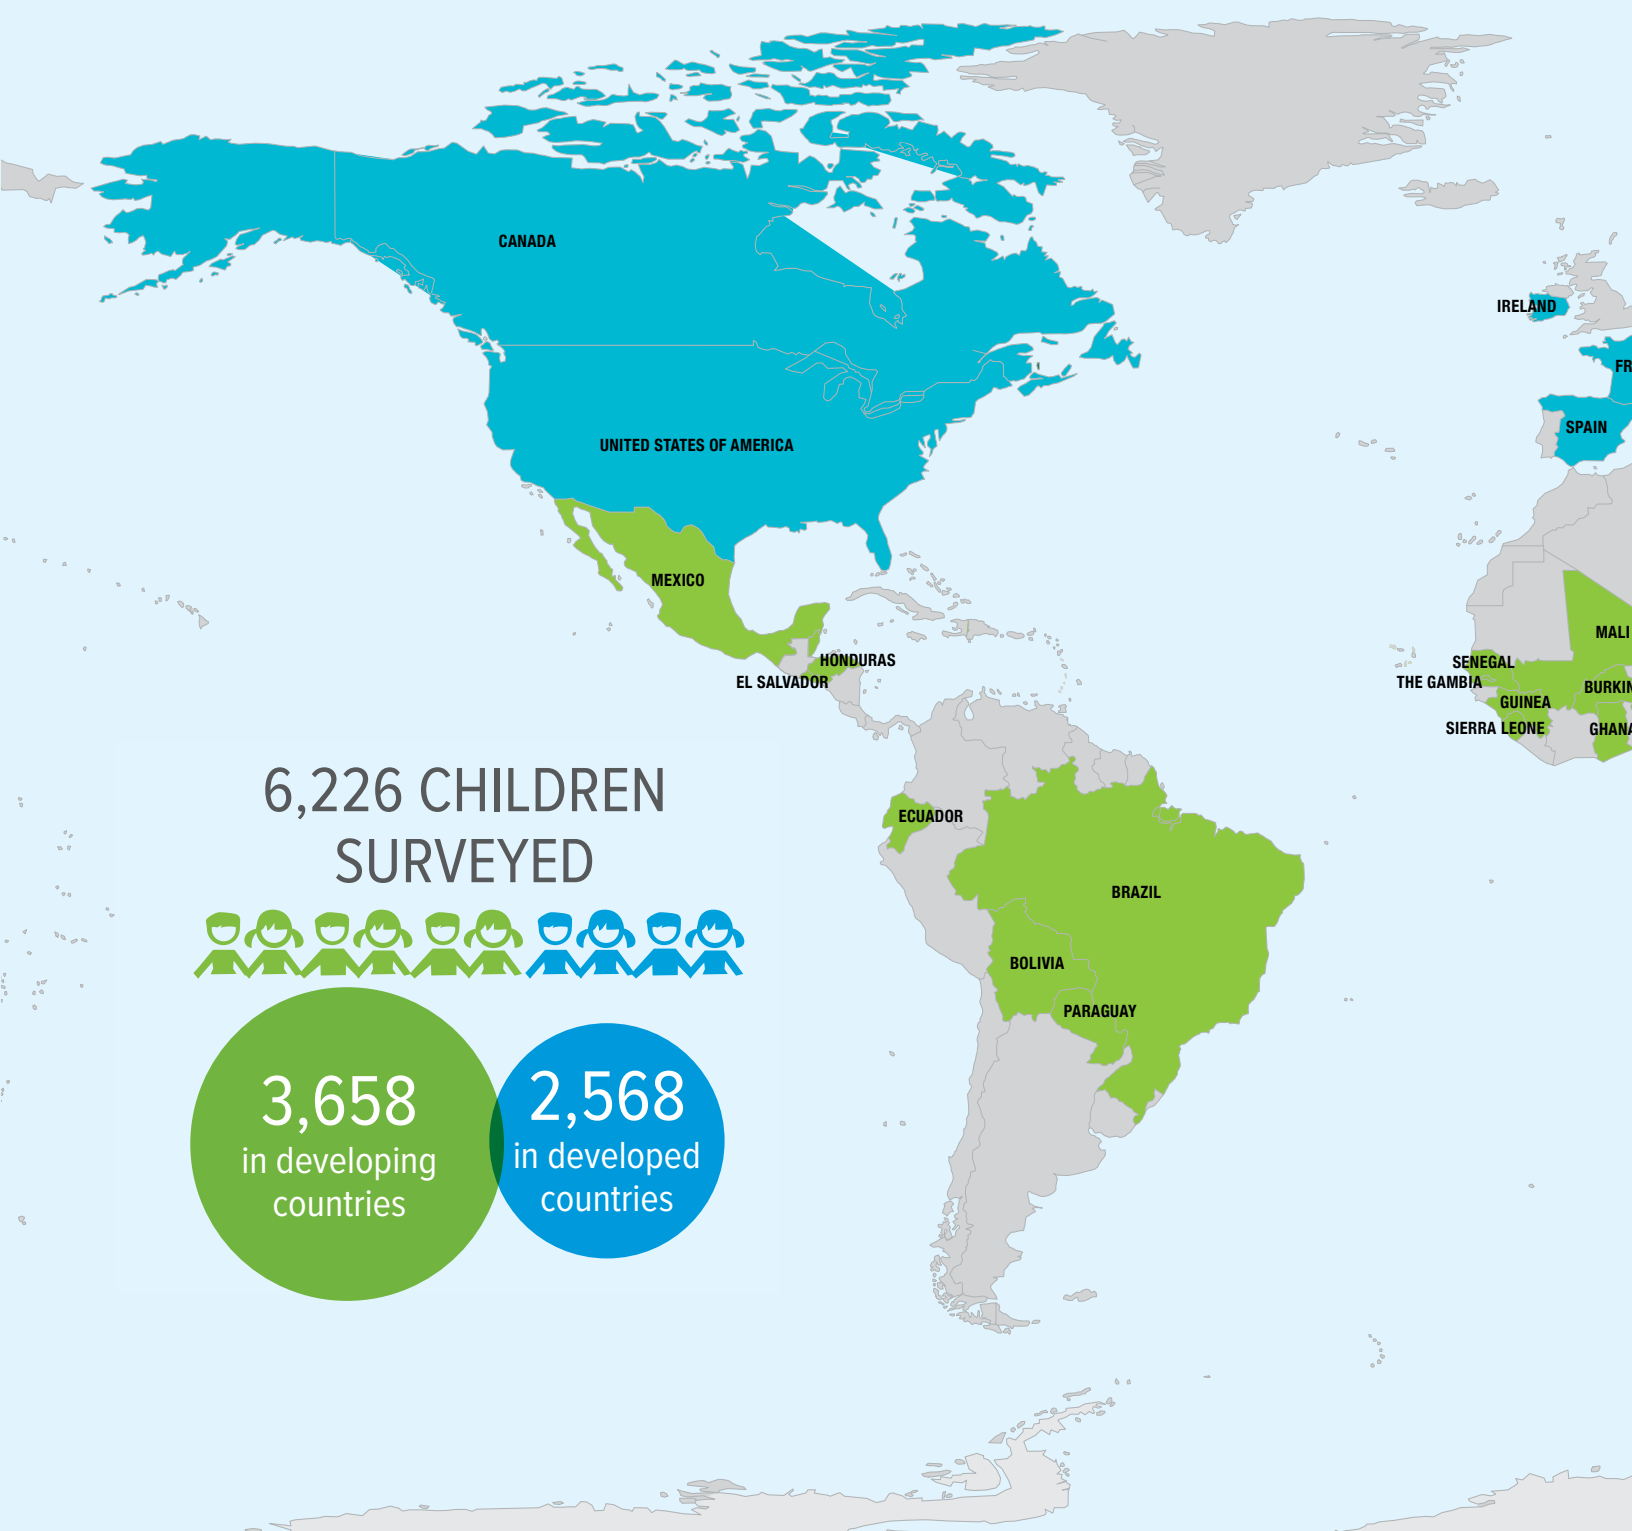 CANADA
IRELAND
FR
SPAIN
UNITED STATES OF AMERICA
MEXICO
HONDURAS
EL SALVADOR
MALI
SENEGAL
THE GAMBIA
BURKIN
GUINEA
SIERRA LEONE
GHANA
6,226 CHILDREN
SURVEYED
ECUADOR
BRAZIL
BOLIVIA
PARAGUAY
3,658
in developing
countries
2,568
in developed
countries